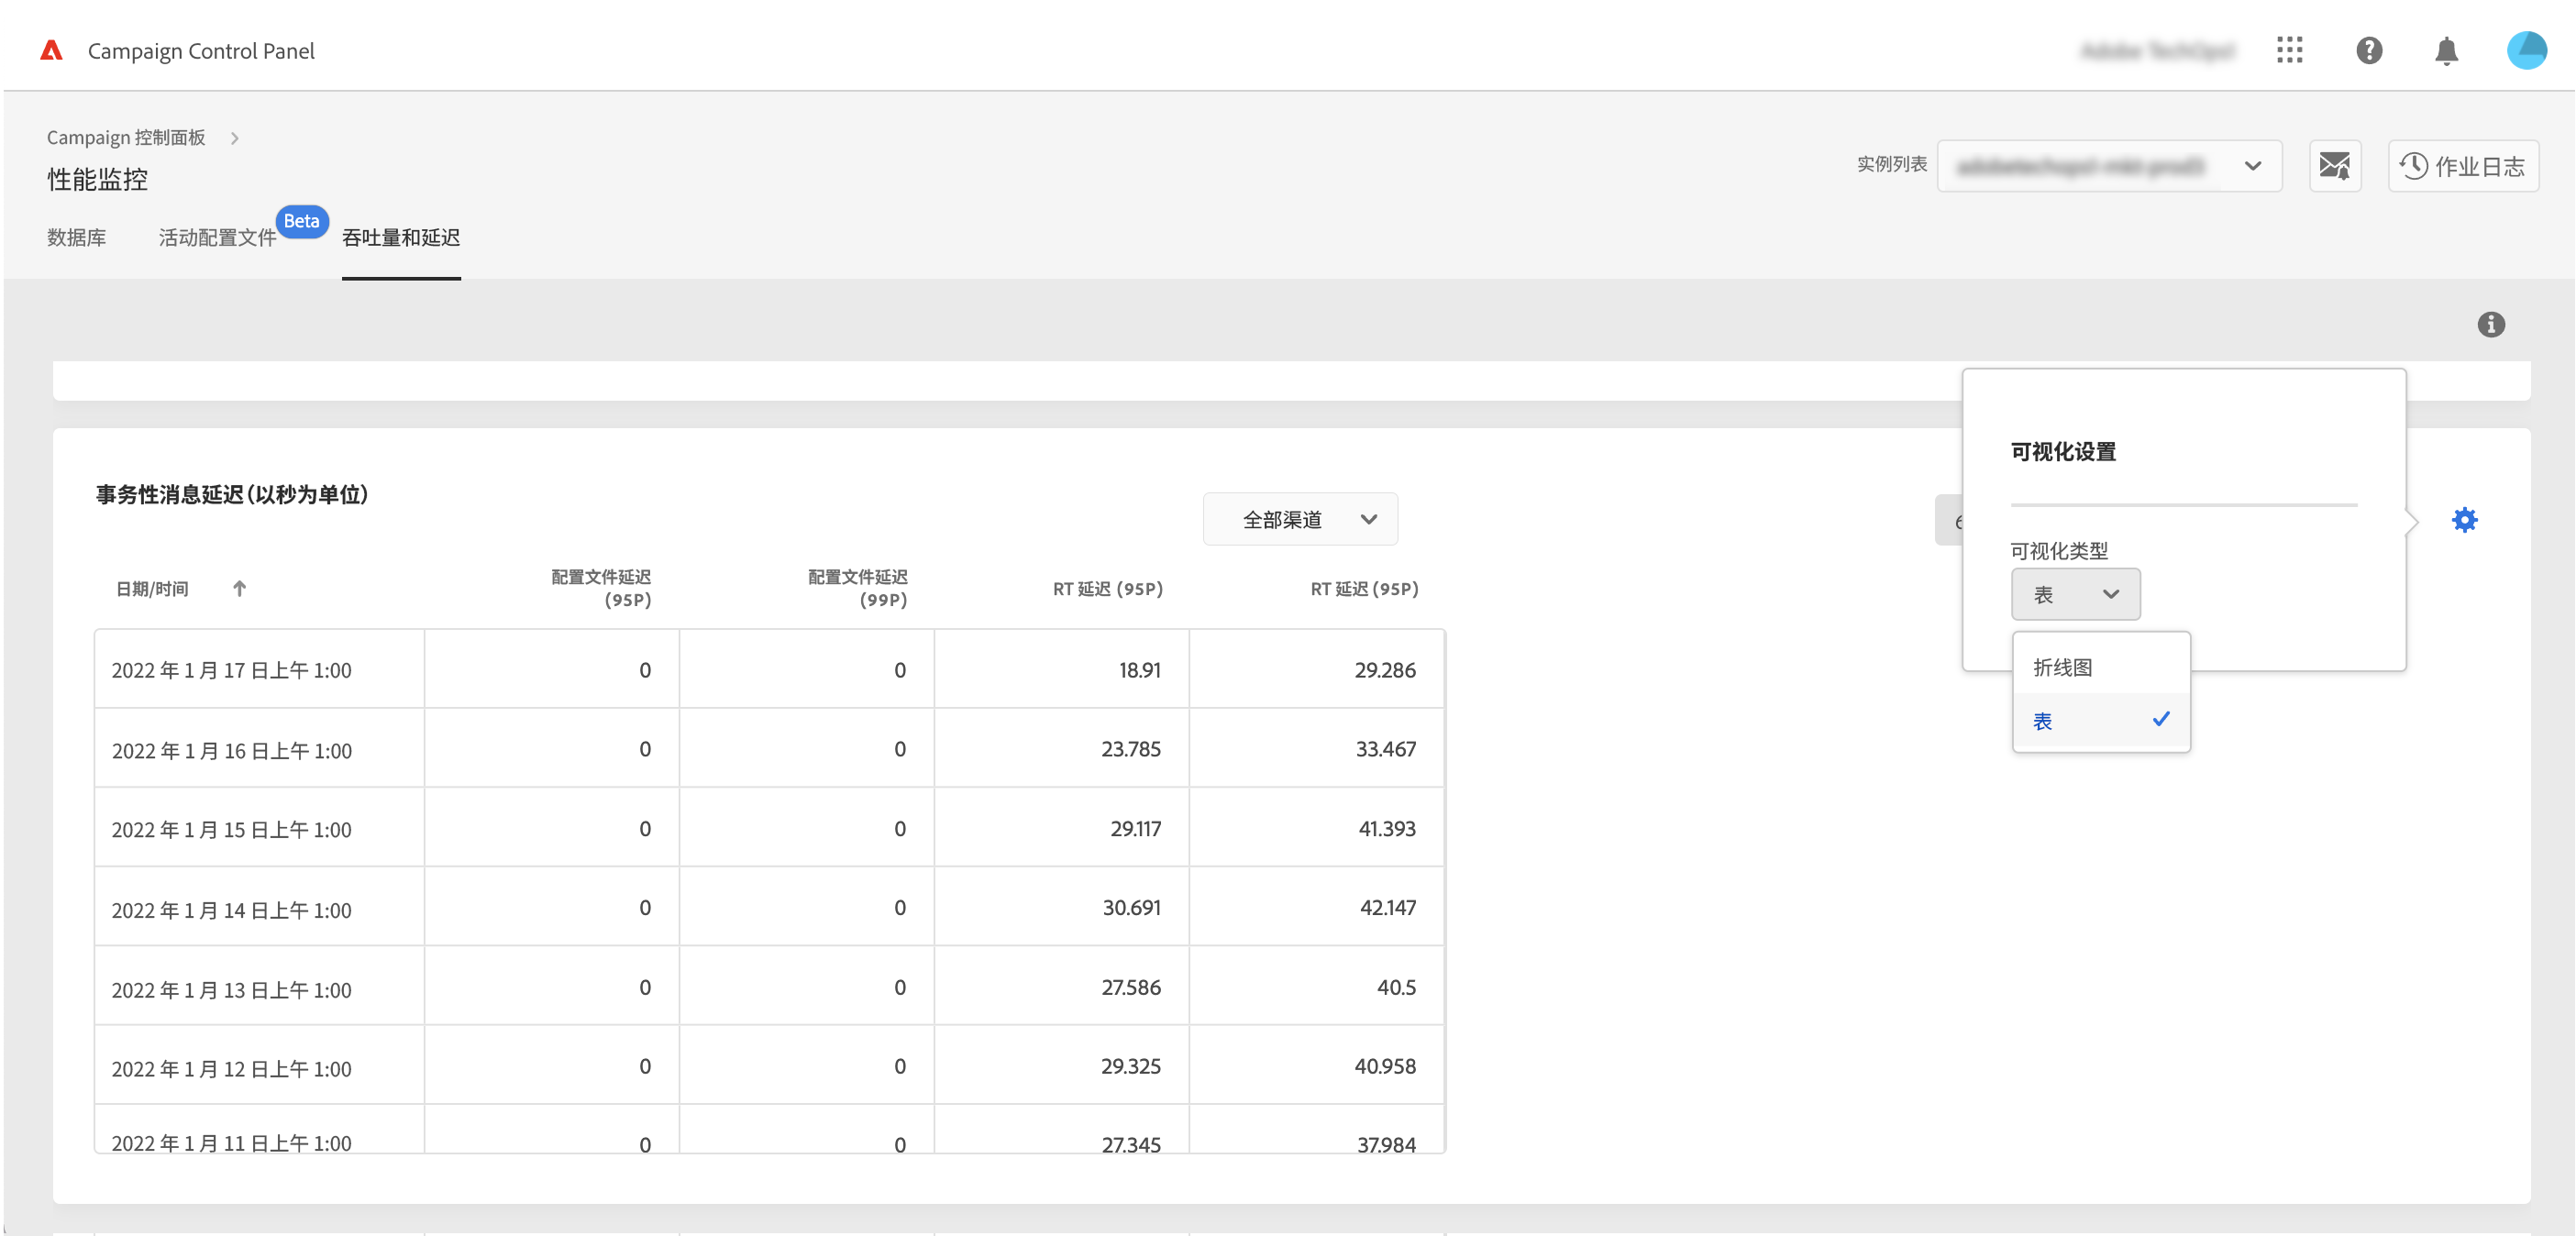 Campaign Control Panel
Campaign 控制面板
性能监控
实例列表
作业日志
数据库
活动配置文件
Beta
吞吐量和延迟
事务性消息延迟(以秒为单位)
全部渠道
可视化设置
可视化类型
表
折线图
表
日期/时间 配置文件延迟 (95P) 配置文件延迟 (99P) RT 延迟 (95P) RT 延迟 (95P)
2022 年 1 月 17 日上午 1:00 0 0 18.91 29.286
2022 年 1 月 16 日上午 1:00 0 0 23.785 33.467
2022 年 1 月 15 日上午 1:00 0 0 29.117 41.393
2022 年 1 月 14 日上午 1:00 0 0 30.691 42.147
2022 年 1 月 13 日上午 1:00 0 0 27.586 40.5
2022 年 1 月 12 日上午 1:00 0 0 29.325 40.958
2022 年 1 月 11 日上午 1:00 0 0 27.345 37.984